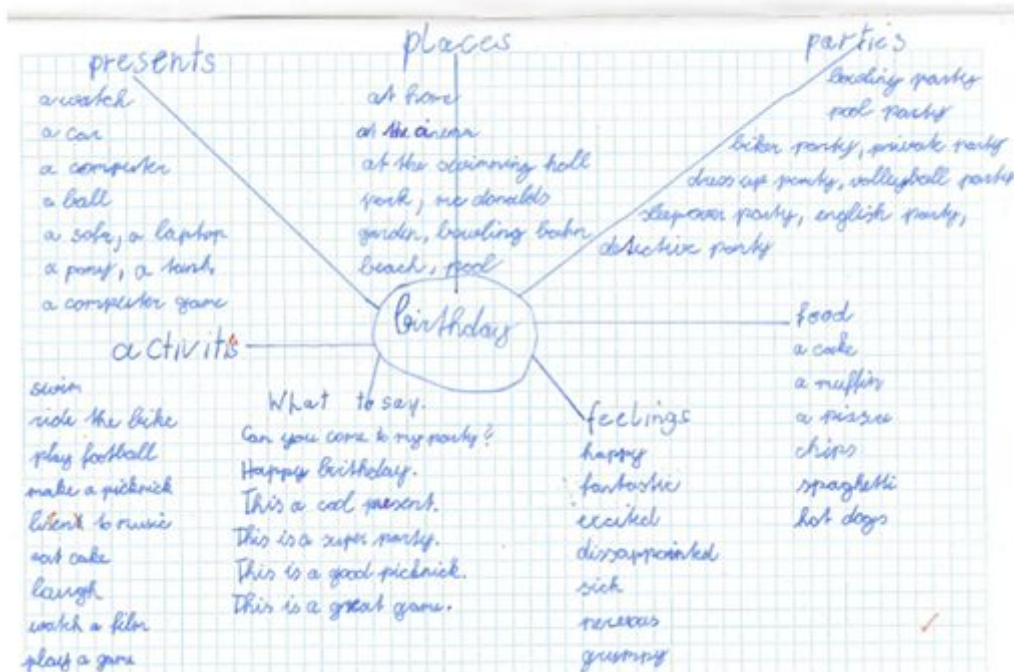 presents
a watch
a car
a computer
a ball
a sofa, a laptop
a pony, a tank,
a computer game
places
at home
at the cinema
at the swimming hall
park, mc donalds
garden, bowling bahn
beach, pool
parties
bowling party
pool party
biker party, private party
dress up party, volleyball party
sleepover party, english party,
detective party
birthday
activitis
swim
ride the bike
play football
make a picknick
listen to music
eat cake
laugh
watch a film
play a game
What to say.
Can you come to my party?
Happy birthday.
This a cool present.
This is a super party.
This is a good picknick.
This is a great game.
feelings
happy
fantastic
excited
dissappointed
sick
nervous
grumpy
food
a cake
a muffin
a pizza
chips
spaghetti
hot dogs